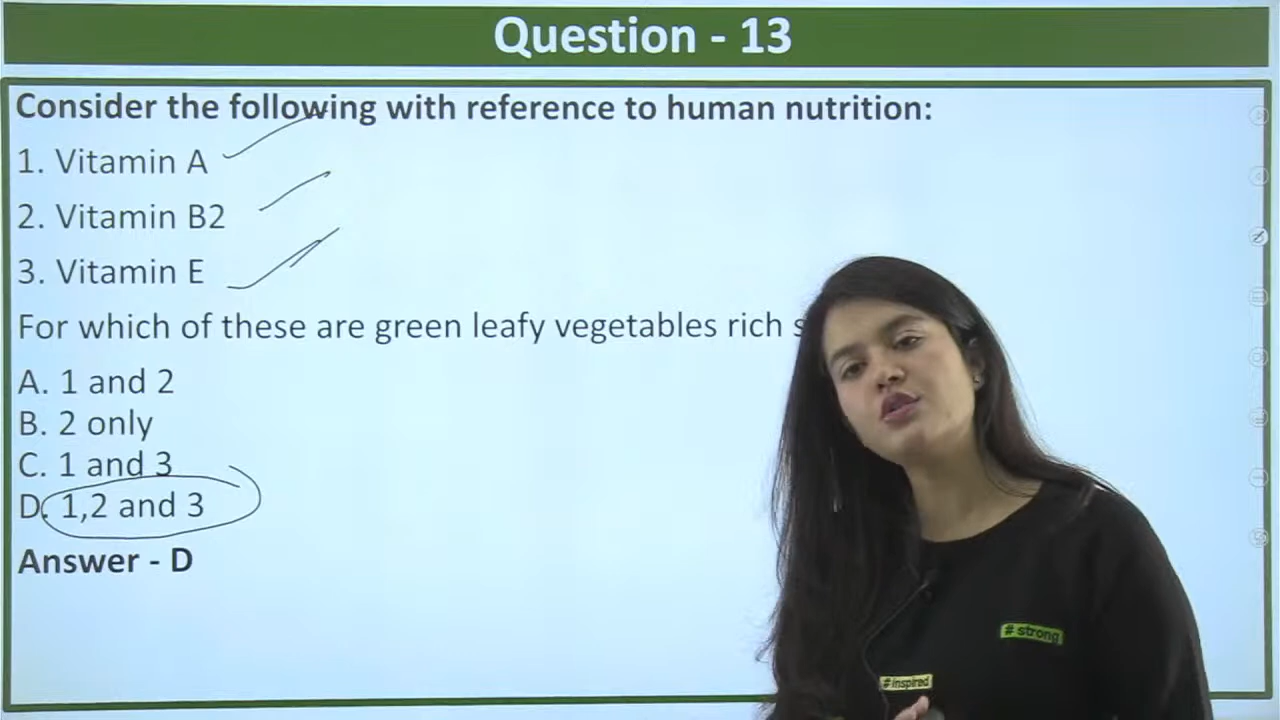 Question - 13
Consider the following with reference to human nutrition:
1. Vitamin A
2. Vitamin B2
3. Vitamin E
For which of these are green leafy vegetables rich
A. 1 and 2
B. 2 only
C. 1 and 3
D. 1,2 and 3
Answer - D
# strong
#inspired